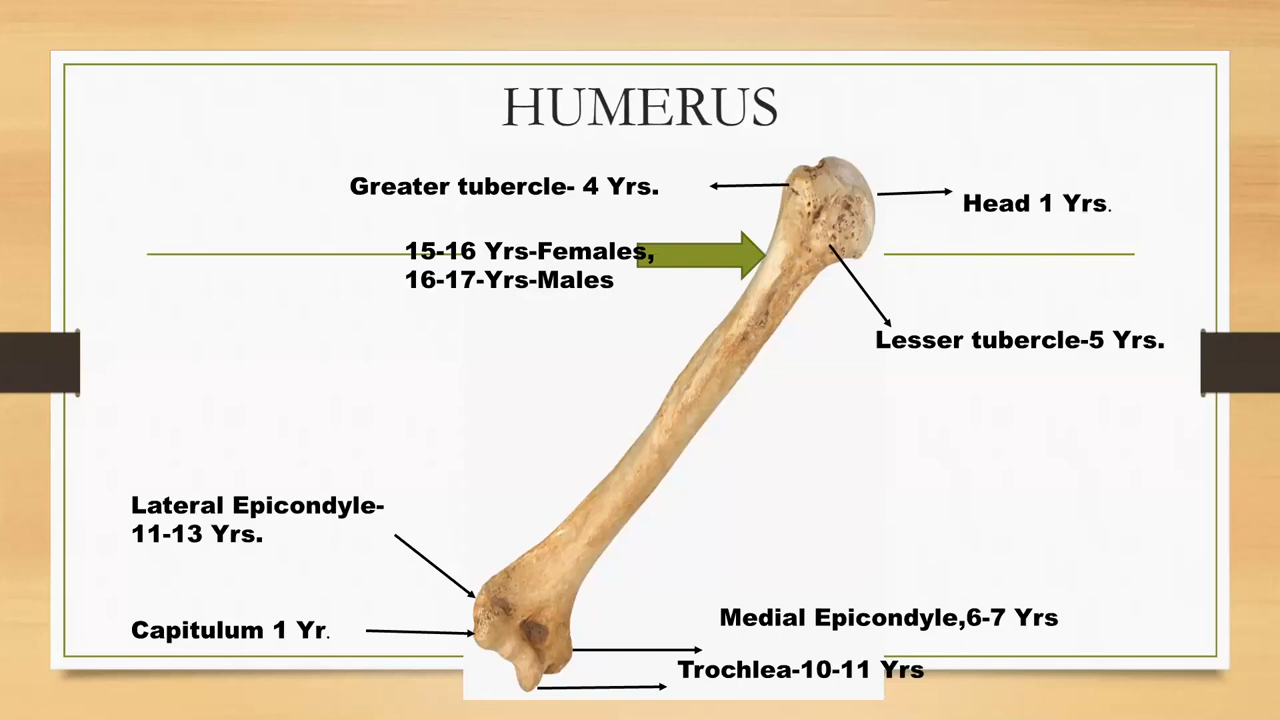 HUMERUS
Greater tubercle- 4 Yrs.
Head 1 Yrs.
15-16 Yrs-Females,
16-17-Yrs-Males
Lesser tubercle-5 Yrs.
Lateral Epicondyle-
11-13 Yrs.
Capitulum 1 Yr.
Medial Epicondyle,6-7 Yrs
Trochlea-10-11 Yrs